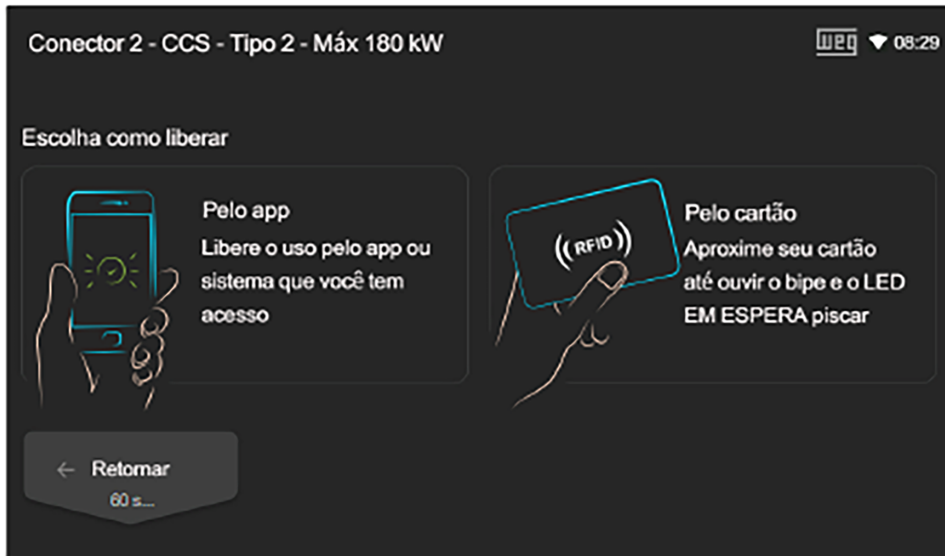 Conector 2 - CCS - Tipo 2 - Máx 180 kW
weg 08:29
Escolha como liberar
Pelo app
Libere o uso pelo app ou
sistema que você tem
acesso
((RFID))
Pelo cartão
Aproxime seu cartão
até ouvir o bipe e o LED
EM ESPERA piscar
← Retornar
60 s...